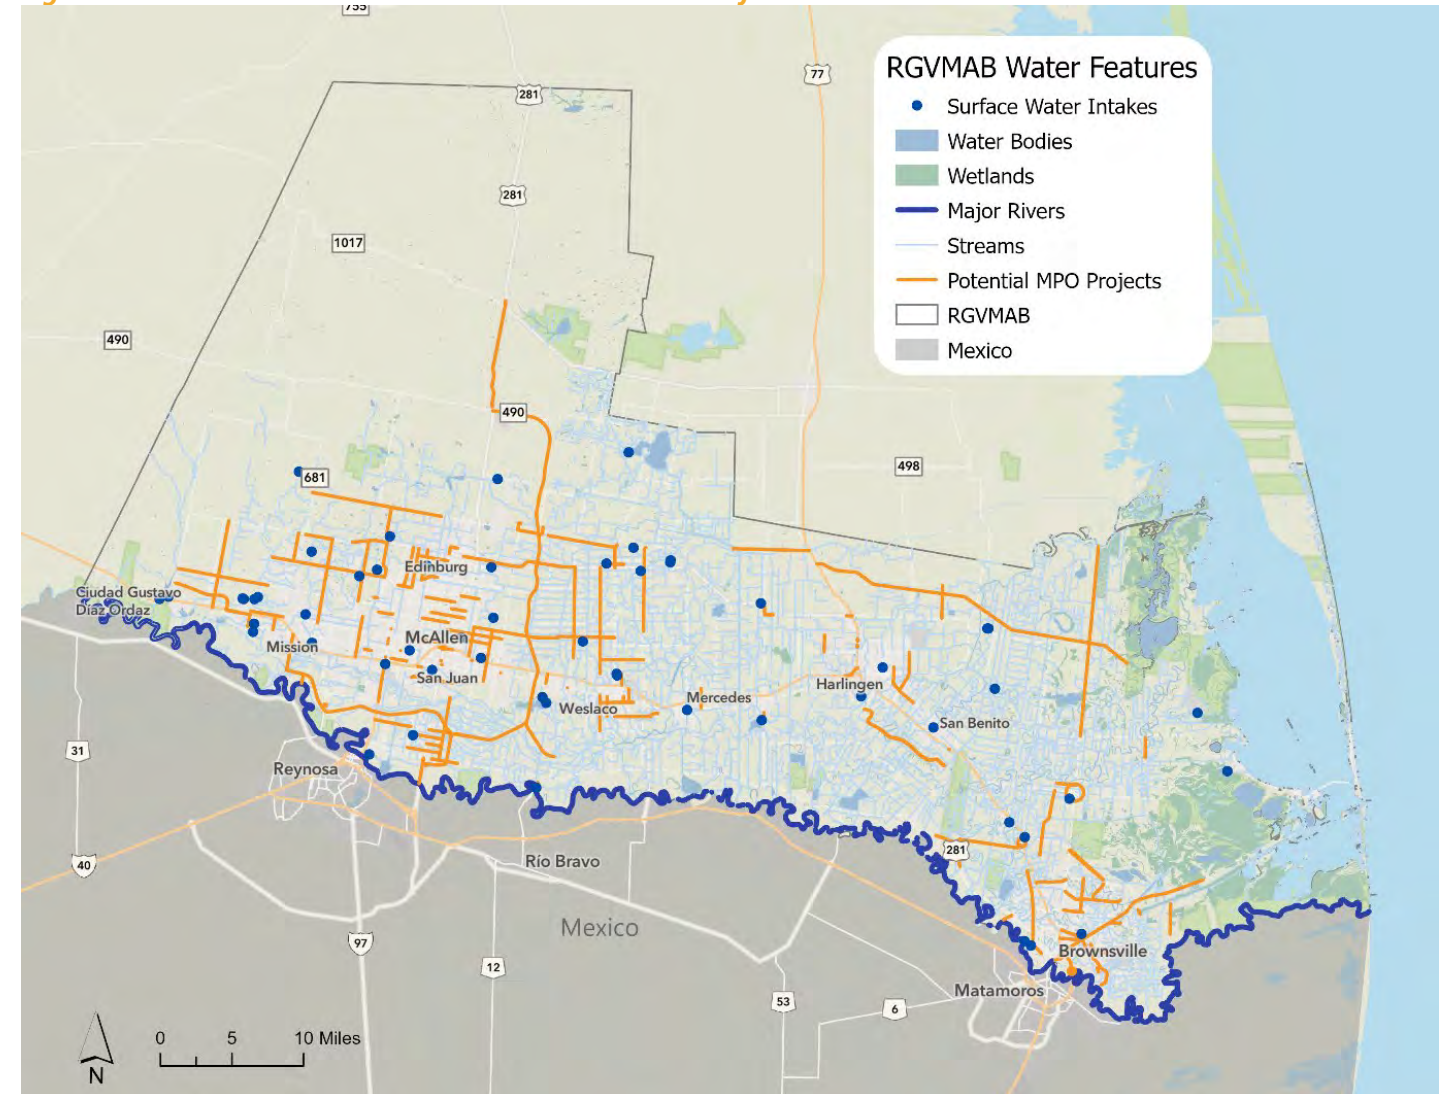 755
77
RGVMAB Water Features
Surface Water Intakes
Water Bodies
Wetlands
Major Rivers
Streams
Potential MPO Projects
RGVMAB
Mexico
281
281
1017
490
490
498
681
Edinburg
Ciudad Gustavo
Díaz Ordaz
Mission
McAllen
San Juan
Weslaco
Mercedes
Harlingen
San Benito
31
Reynosa
281
40
Río Bravo
Mexico
97
12
Brownsville
Matamoros
53
6
0 5 10 Miles
N